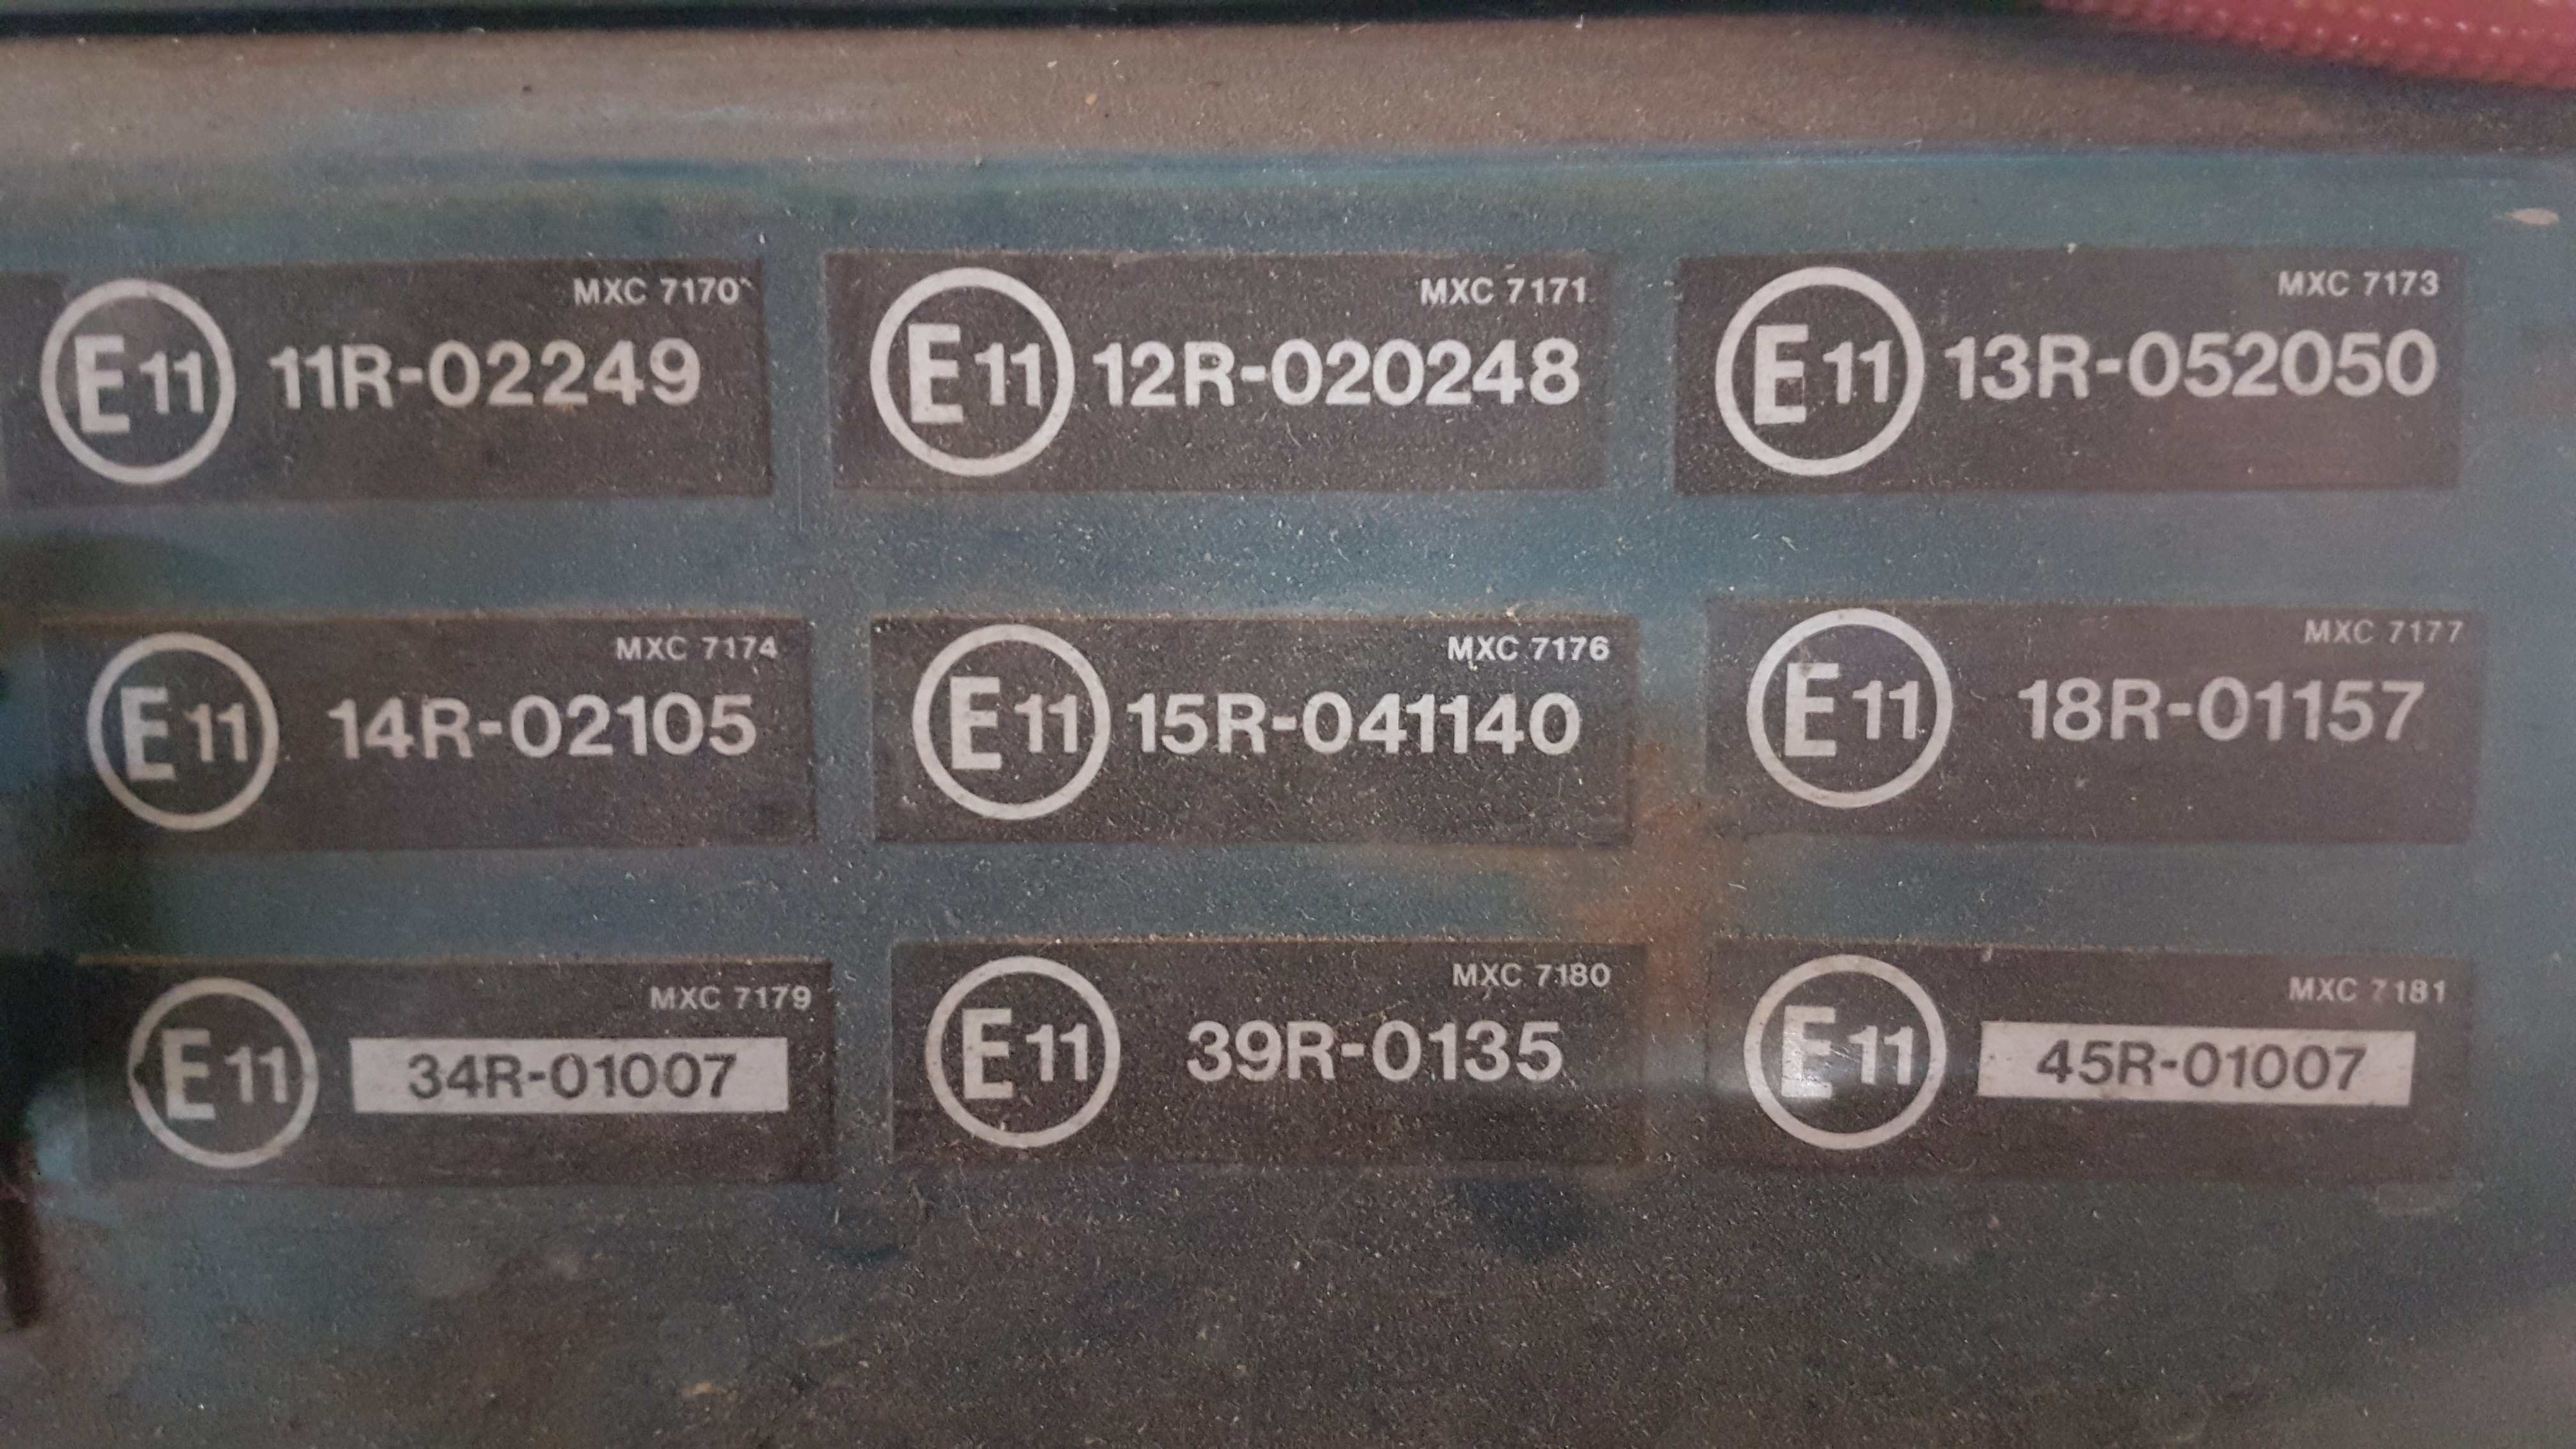 MXC 7170
E11 11R-02249
MXC 7171
E11 12R-020248
MXC 7173
E11 13R-052050
MXC 7174
E11 14R-02105
MXC 7176
E11 15R-041140
MXC 7177
E11 18R-01157
MXC 7179
E11 34R-01007
MXC 7180
E11 39R-0135
MXC 7181
E11 45R-01007